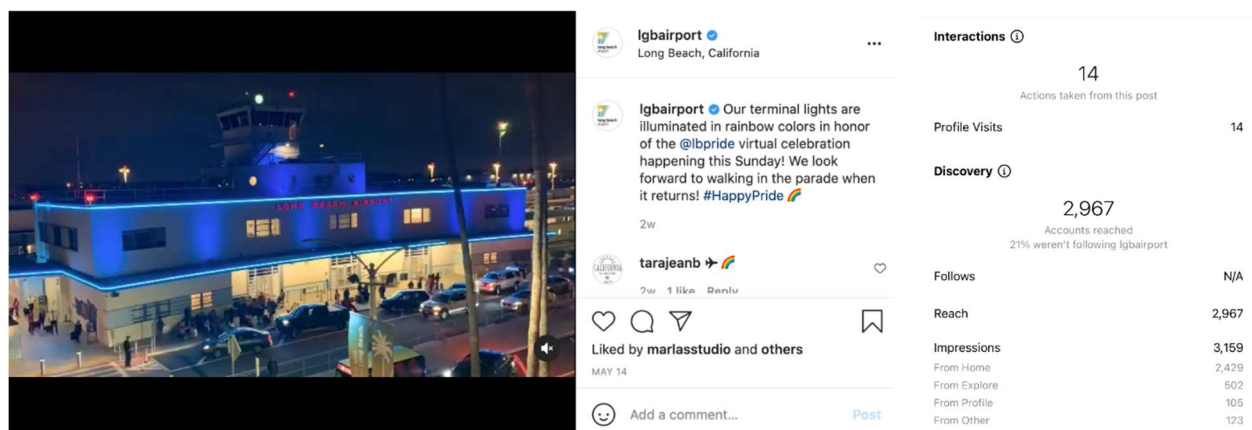 LONG BEACH AIRPORT
lgbairport
Long Beach, California
lgbairport Our terminal lights are
illuminated in rainbow colors in honor
of the @lbpride virtual celebration
happening this Sunday! We look
forward to walking in the parade when
it returns! #HappyPride 🌈
2w
tarajeanb ✈🌈
2w 1 like Reply
Liked by marlasstudio and others
MAY 14
Add a comment...
Post
Interactions
14
Actions taken from this post
Profile Visits 14
Discovery
2,967
Accounts reached
21% weren't following lgbairport
Follows N/A
Reach 2,967
Impressions 3,159
From Home 2,429
From Explore 502
From Profile 105
From Other 123